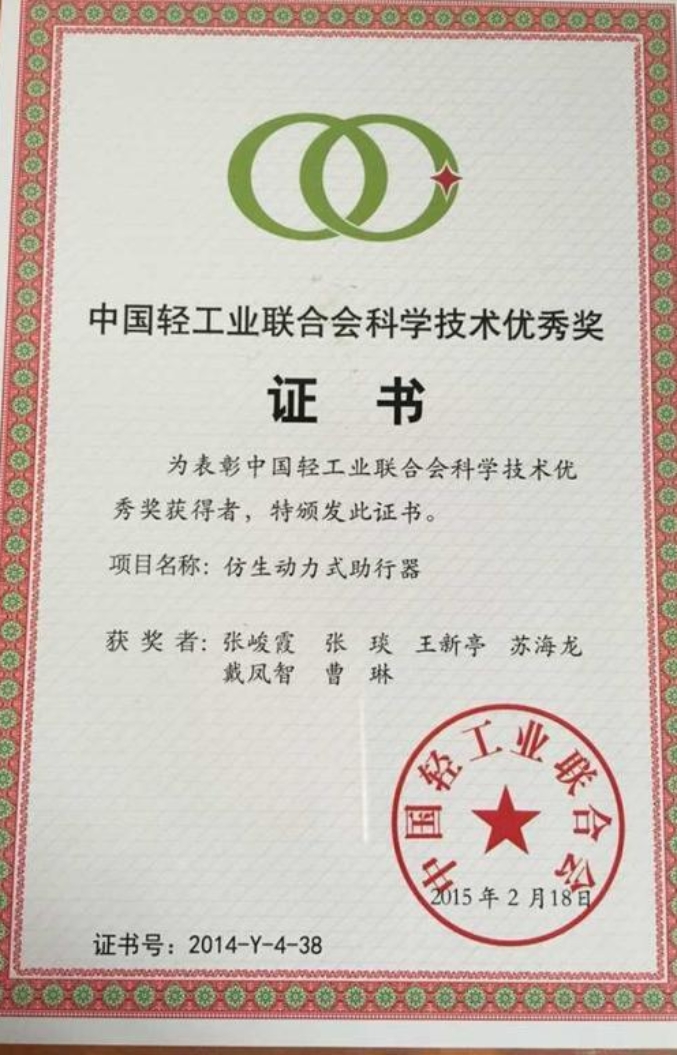 中国轻工业联合会科学技术优秀奖
证 书
为表彰中国轻工业联合会科学技术优
秀奖获得者，特颁发此证书。
项目名称：仿生动力式助行器
获 奖 者：张峻霞 张 琰 王新亭 苏海龙
戴凤智 曹 琳
中国轻工业联合会
2015年2月18日
证书号：2014-Y-4-38